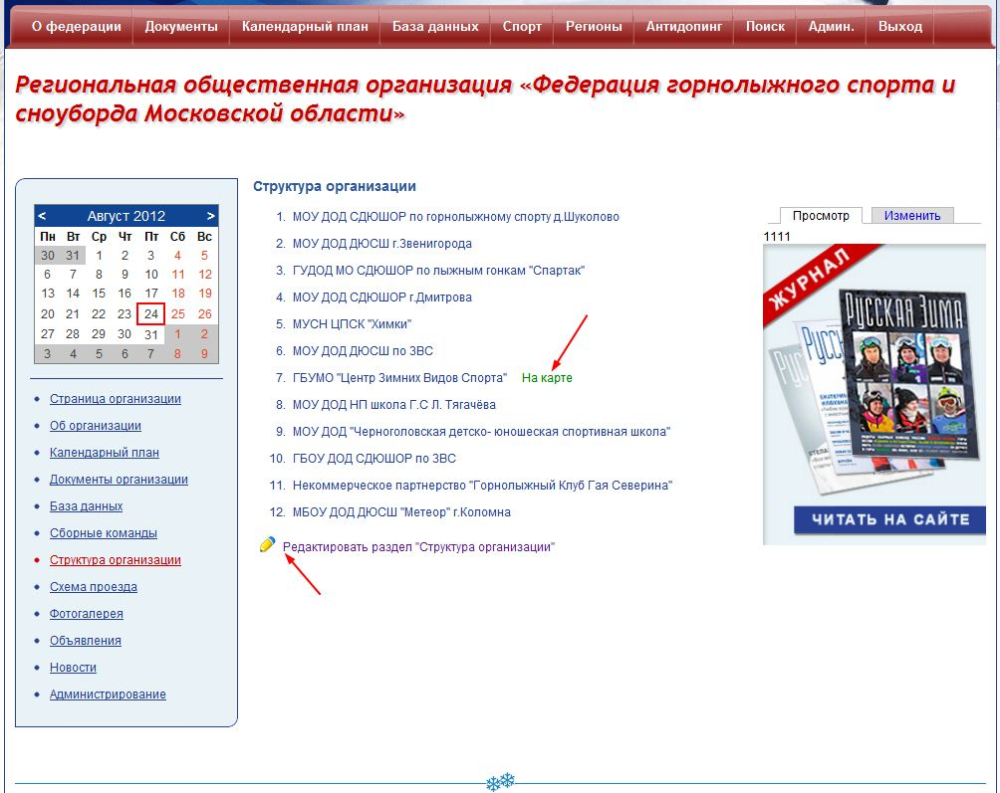 О федерации Документы Календарный план База данных Спорт Регионы Антидопинг Поиск Админ. Выход
Региональная общественная организация «Федерация горнолыжного спорта и
сноуборда Московской области»
< Август 2012 >
Пн Вт Ср Чт Пт Сб Вс
30 31 1 2 3 4 5
6 7 8 9 10 11 12
13 14 15 16 17 18 19
20 21 22 23 24 25 26
27 28 29 30 31 1 2
3 4 5 6 7 8 9
Страница организации
Об организации
Календарный план
Документы организации
База данных
Сборные команды
Структура организации
Схема проезда
Фотогалерея
Объявления
Новости
Администрирование
Структура организации
1. МОУ ДОД СДЮШОР по горнолыжному спорту д.Шуколово
2. МОУ ДОД ДЮСШ г.Звенигорода
3. ГУДОД МО СДЮШОР по лыжным гонкам "Спартак"
4. МОУ ДОД СДЮШОР г.Дмитрова
5. МУСН ЦПСК "Химки"
6. МОУ ДОД ДЮСШ по ЗВС
7. ГБУМО "Центр Зимних Видов Спорта" На карте
8. МОУ ДОД НП школа Г.С Л. Тягачёва
9. МОУ ДОД "Черноголовская детско- юношеская спортивная школа"
10. ГБОУ ДОД СДЮШОР по ЗВС
11. Некоммерческое партнерство "Горнолыжный Клуб Гая Северина"
12. МБОУ ДОД ДЮСШ "Метеор" г.Коломна
Редактировать раздел "Структура организации"
Просмотр Изменить
1111
ЖУРНАЛ
РУССКАЯ ЗИМА
ЧИТАТЬ НА САЙТЕ